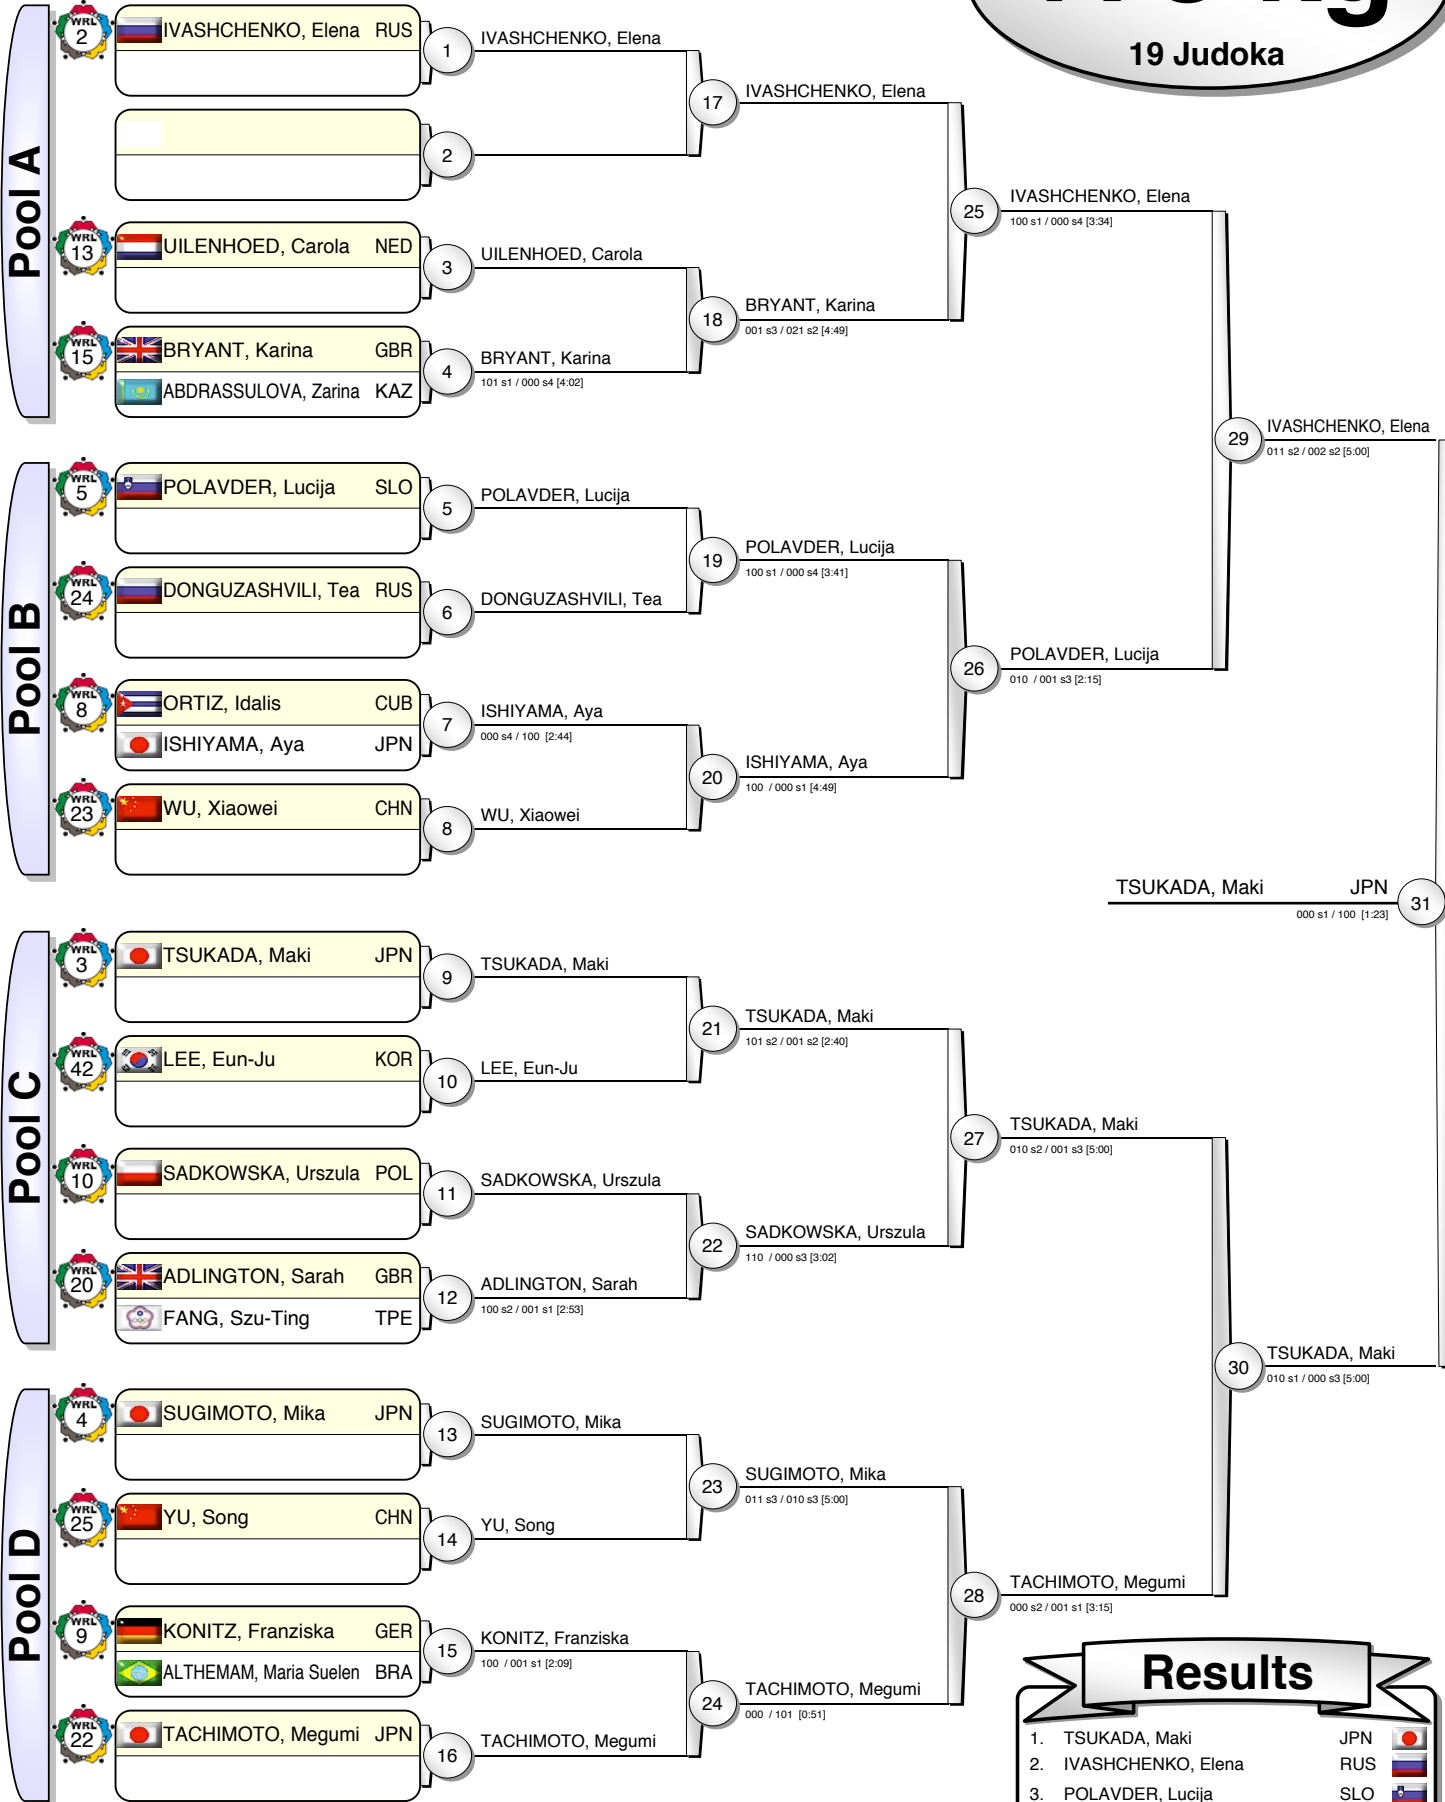 19 Judoka
Pool A
WRL 2 IVASHCHENKO, Elena RUS
1 IVASHCHENKO, Elena
2
17 IVASHCHENKO, Elena
WRL 13 UILENHOED, Carola NED
3 UILENHOED, Carola
WRL 15 BRYANT, Karina GBR
ABDRASSULOVA, Zarina KAZ
4 BRYANT, Karina
101 s1 / 000 s4 [4:02]
18 BRYANT, Karina
001 s3 / 021 s2 [4:49]
25 IVASHCHENKO, Elena
100 s1 / 000 s4 [3:34]
Pool B
WRL 5 POLAVDER, Lucija SLO
5 POLAVDER, Lucija
WRL 24 DONGUZASHVILI, Tea RUS
6 DONGUZASHVILI, Tea
19 POLAVDER, Lucija
100 s1 / 000 s4 [3:41]
WRL 8 ORTIZ, Idalis CUB
ISHIYAMA, Aya JPN
7 ISHIYAMA, Aya
000 s4 / 100 [2:44]
WRL 23 WU, Xiaowei CHN
8 WU, Xiaowei
20 ISHIYAMA, Aya
100 / 000 s1 [4:49]
26 POLAVDER, Lucija
010 / 001 s3 [2:15]
29 IVASHCHENKO, Elena
011 s2 / 002 s2 [5:00]
TSUKADA, Maki JPN 31
000 s1 / 100 [1:23]
Pool C
WRL 3 TSUKADA, Maki JPN
9 TSUKADA, Maki
WRL 42 LEE, Eun-Ju KOR
10 LEE, Eun-Ju
21 TSUKADA, Maki
101 s2 / 001 s2 [2:40]
WRL 10 SADKOWSKA, Urszula POL
11 SADKOWSKA, Urszula
WRL 20 ADLINGTON, Sarah GBR
FANG, Szu-Ting TPE
12 ADLINGTON, Sarah
100 s2 / 001 s1 [2:53]
22 SADKOWSKA, Urszula
110 / 000 s3 [3:02]
27 TSUKADA, Maki
010 s2 / 001 s3 [5:00]
Pool D
WRL 4 SUGIMOTO, Mika JPN
13 SUGIMOTO, Mika
WRL 25 YU, Song CHN
14 YU, Song
23 SUGIMOTO, Mika
011 s3 / 010 s3 [5:00]
WRL 9 KONITZ, Franziska GER
ALTHEMAM, Maria Suelen BRA
15 KONITZ, Franziska
100 / 001 s1 [2:09]
WRL 22 TACHIMOTO, Megumi JPN
16 TACHIMOTO, Megumi
24 TACHIMOTO, Megumi
000 / 101 [0:51]
28 TACHIMOTO, Megumi
000 s2 / 001 s1 [3:15]
30 TSUKADA, Maki
010 s1 / 000 s3 [5:00]
Results
1. TSUKADA, Maki JPN
2. IVASHCHENKO, Elena RUS
3. POLAVDER, Lucija SLO